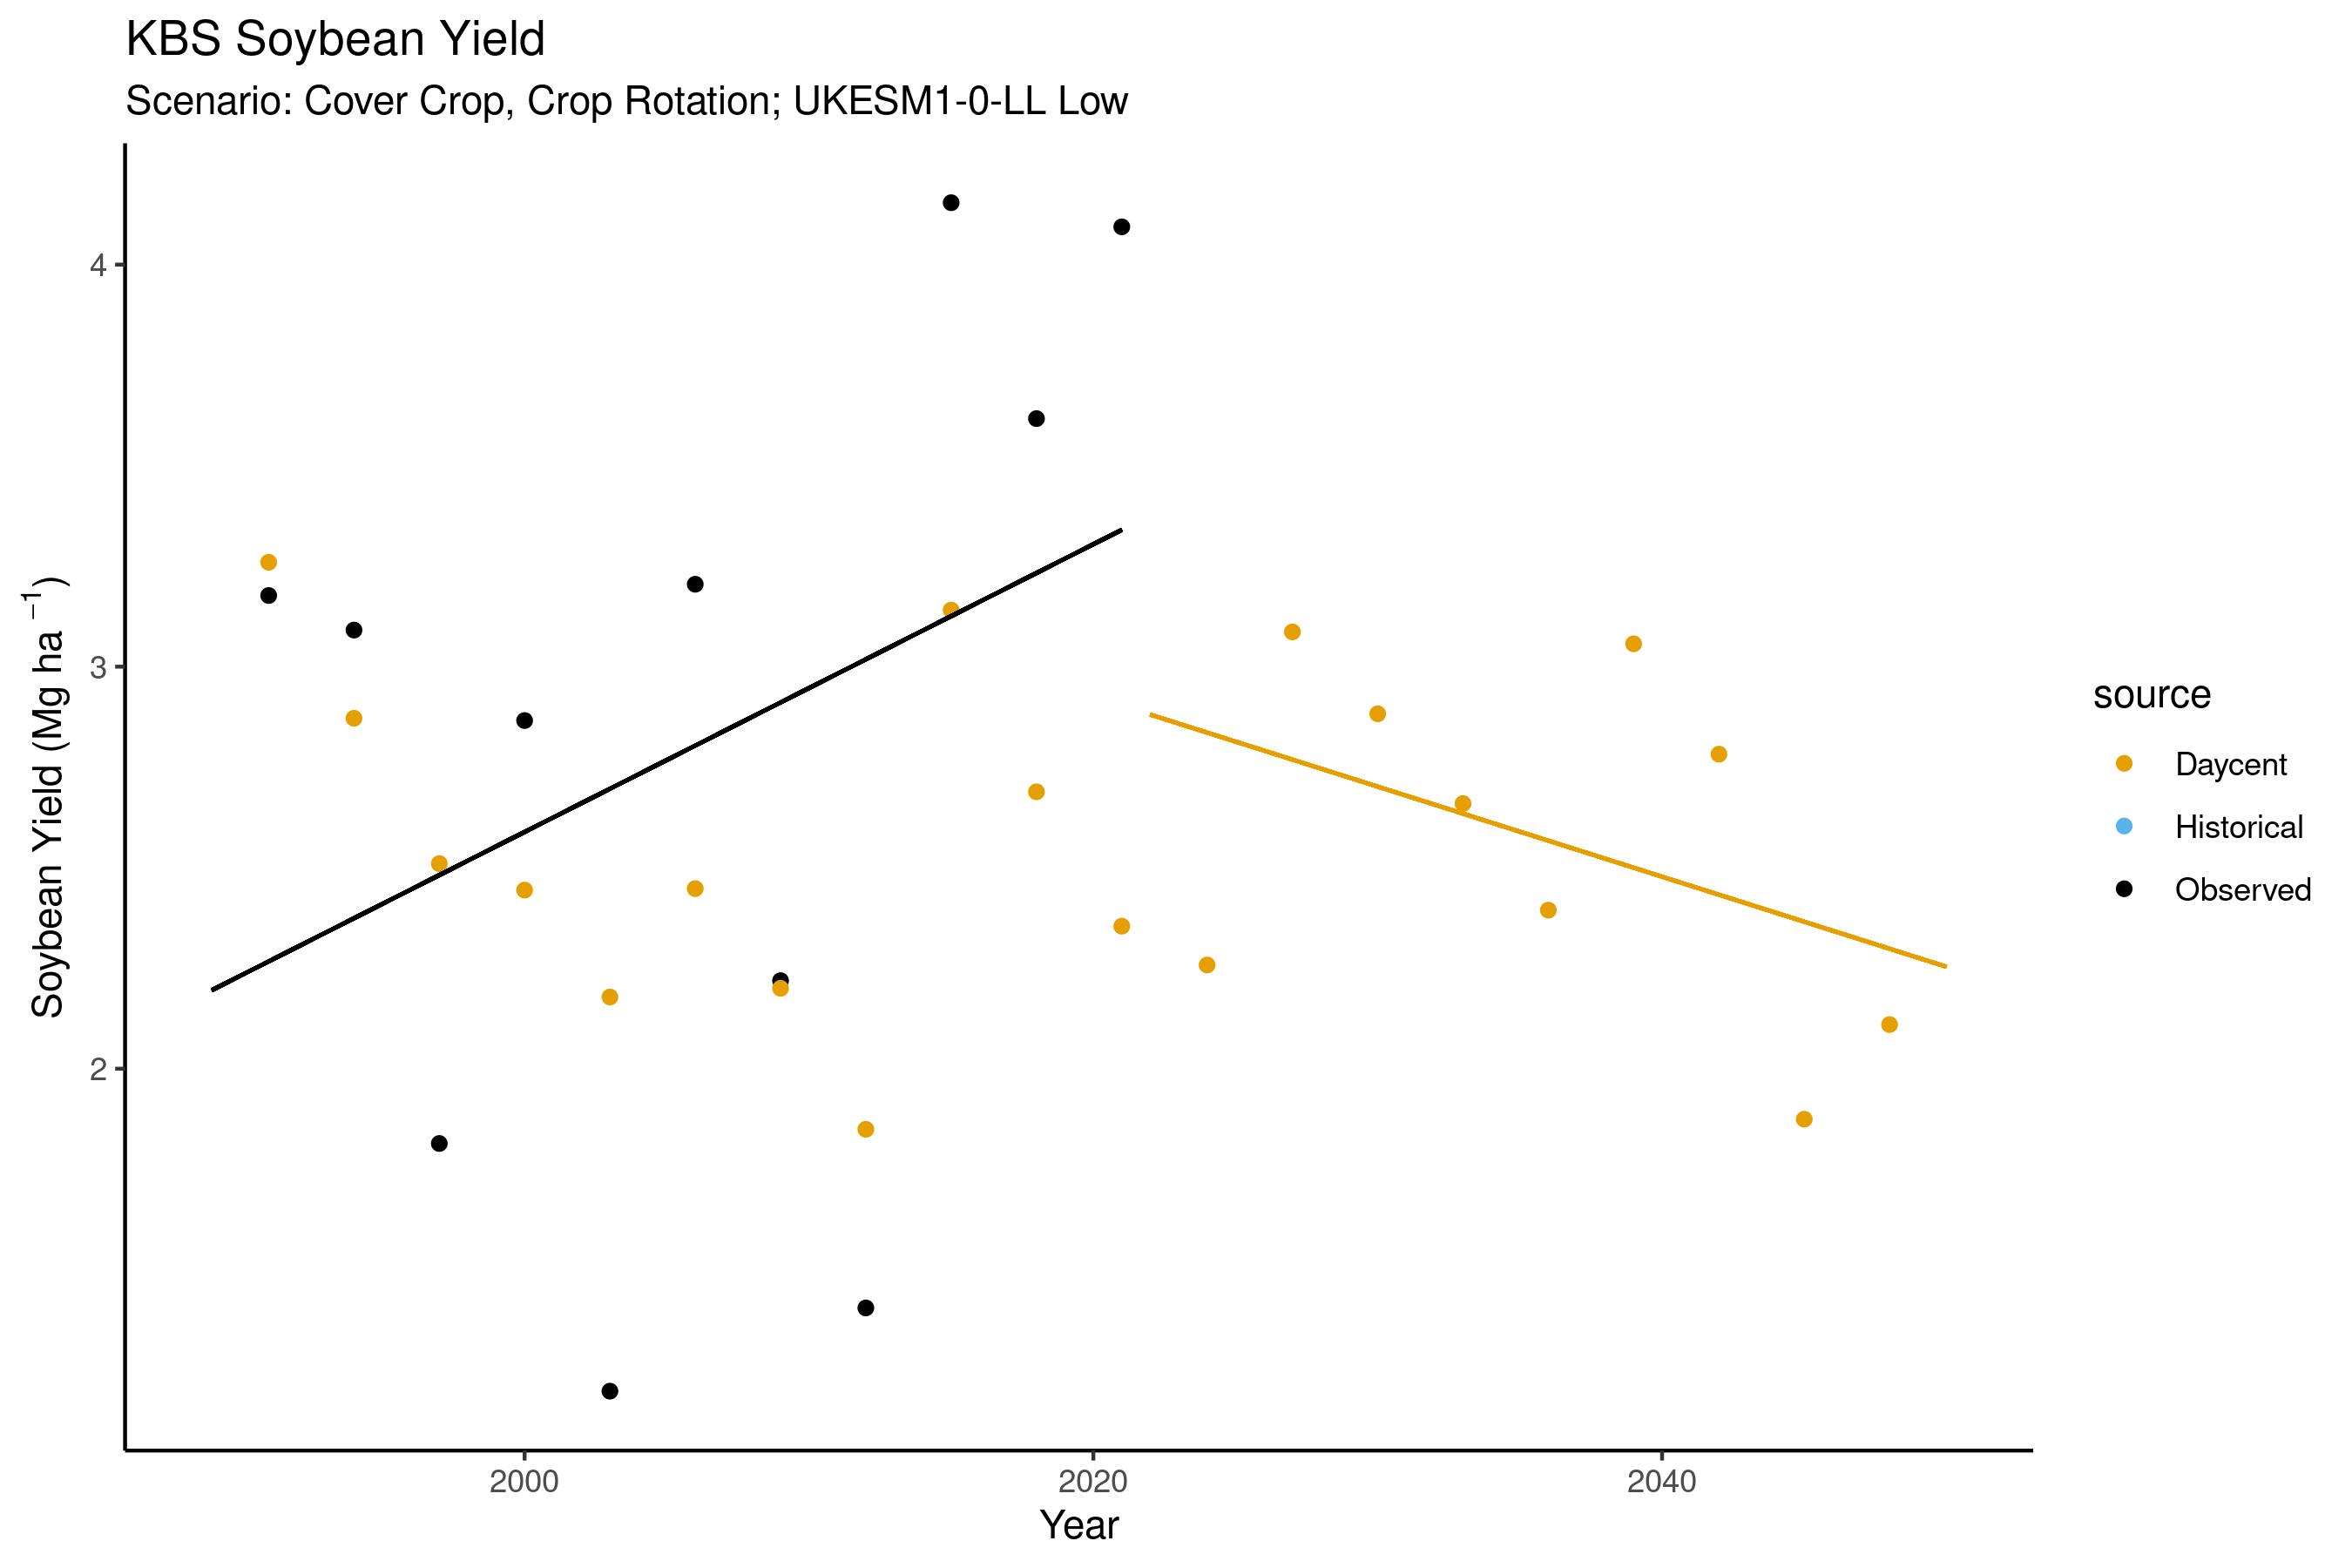 KBS Soybean Yield
Scenario: Cover Crop, Crop Rotation; UKESM1-0-LL Low
Soybean Yield (Mg ha⁻¹)
4
3
2
2000
2020
2040
Year
source
Daycent
Historical
Observed